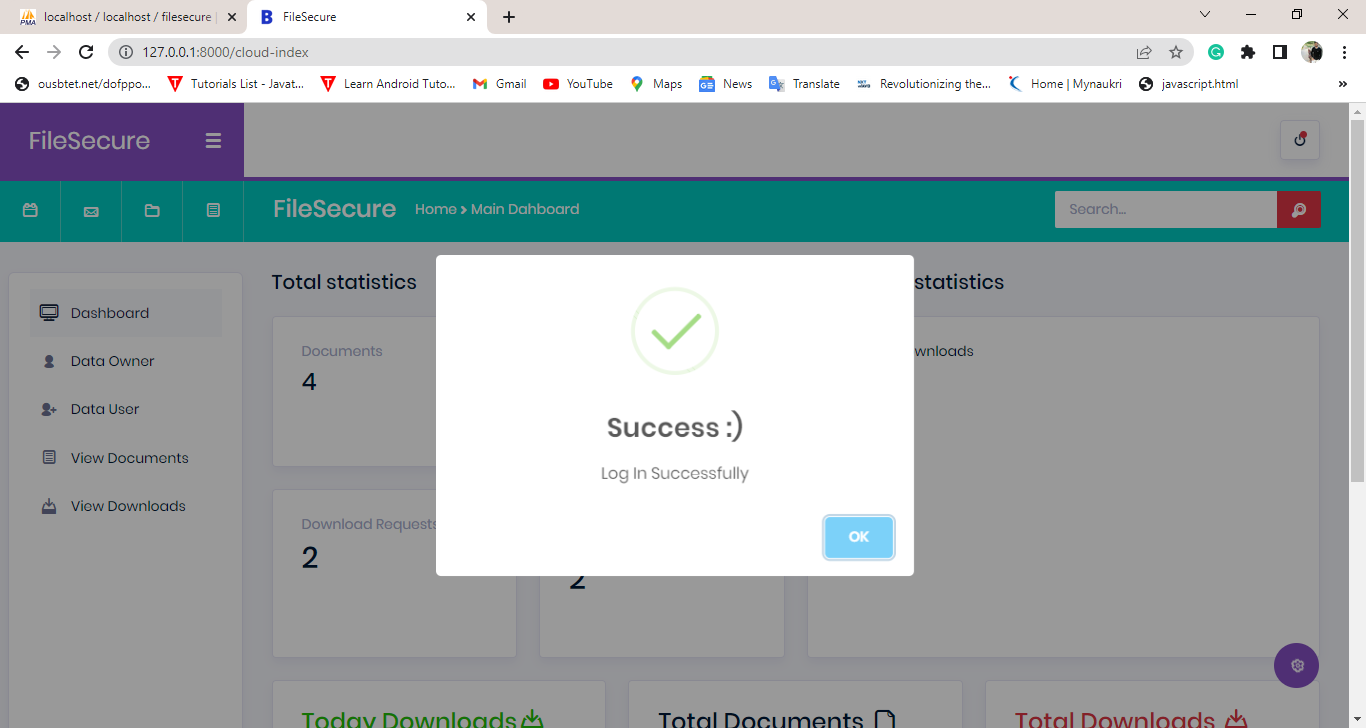 localhost / localhost / filesecure |
FileSecure
127.0.0.1:8000/cloud-index
ousbtet.net/dofppo...
Tutorials List - Javat...
Learn Android Tuto...
Gmail
YouTube
Maps
News
Translate
Revolutionizing the...
Home | Mynaukri
javascript.html
»
FileSecure
FileSecure
Home > Main Dahboard
Search...
Dashboard
Data Owner
Data User
View Documents
View Downloads
Total statistics
statistics
Documents
4
wnloads
Success :)
Log In Successfully
OK
Download Requests
2
2
Today Downloads
Total Documents
Total Downloads